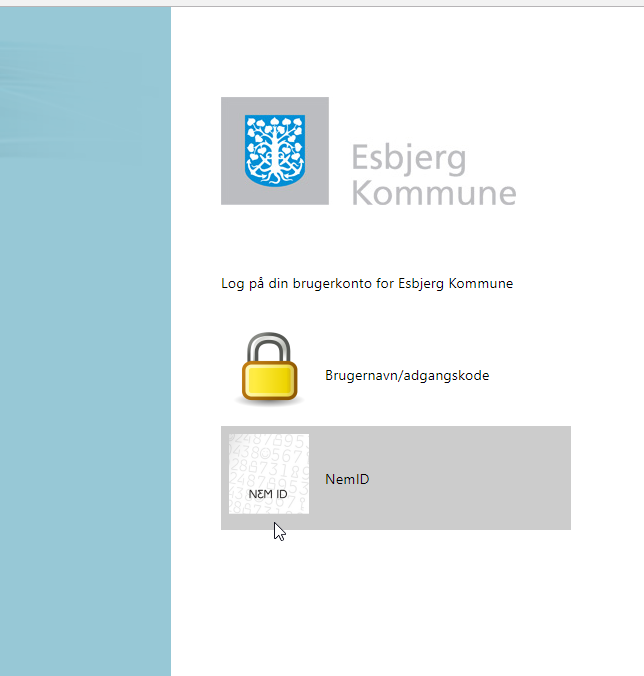 Esbjerg
Kommune
Log på din brugerkonto for Esbjerg Kommune
Brugernavn/adgangskode
NEM ID
NemID